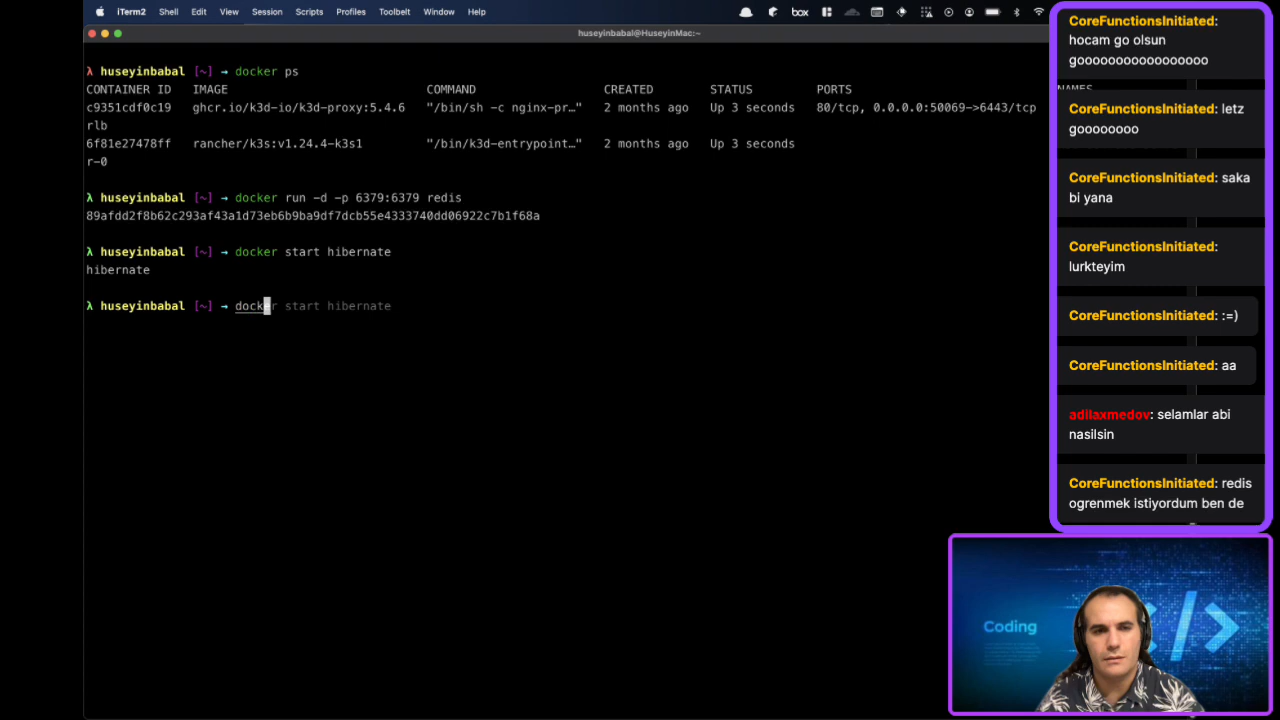 iTerm2 Shell Edit View Session Scripts Profiles Toolbelt Window Help
box
huseyinbabal@HuseyinMac:~
λ huseyinbabal [~] → docker ps
CONTAINER ID IMAGE COMMAND CREATED STATUS PORTS NAMES
c9351cdf0c19 ghcr.io/k3d-io/k3d-proxy:5.4.6 "/bin/sh -c nginx-pr…" 2 months ago Up 3 seconds 80/tcp, 0.0.0.0:50069->6443/tcp
rlb
6f81e27478ff rancher/k3s:v1.24.4-k3s1 "/bin/k3d-entrypoint…" 2 months ago Up 3 seconds
r-0
λ huseyinbabal [~] → docker run -d -p 6379:6379 redis
89afdd2f8b62c293af43a1d73eb6b9ba9df7dcb55e4333740dd06922c7b1f68a
λ huseyinbabal [~] → docker start hibernate
hibernate
λ huseyinbabal [~] → docker start hibernate
CoreFunctionsInitiated:
hocam go olsun
gooooooooooooooooo
CoreFunctionsInitiated: letz
goooooooo
CoreFunctionsInitiated: saka
bi yana
CoreFunctionsInitiated:
lurkteyim
CoreFunctionsInitiated: :=)
CoreFunctionsInitiated: aa
adilaxmedov: selamlar abi
nasilsin
CoreFunctionsInitiated: redis
ogrenmek istiyordum ben de
Coding